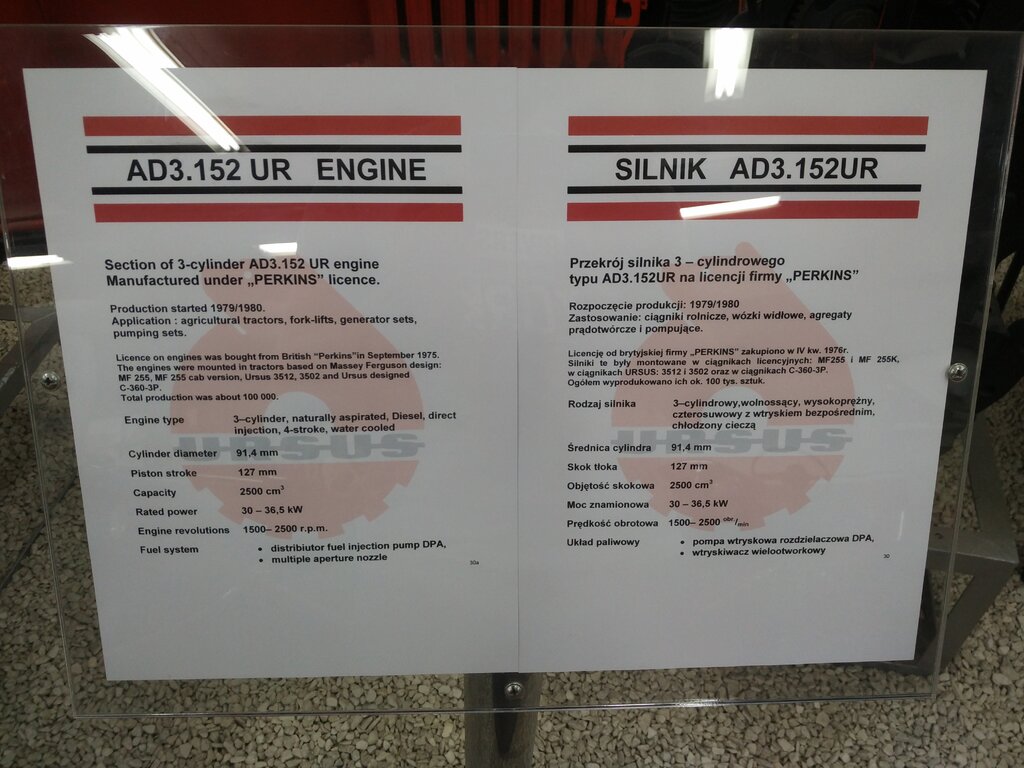 AD3.152 UR ENGINE
Section of 3-cylinder AD3.152 UR engine
Manufactured under „PERKINS” licence.
Production started 1979/1980.
Application : agricultural tractors, fork-lifts, generator sets,
pumping sets.
Licence on engines was bought from British “Perkins”in September 1975.
The engines were mounted in tractors based on Massey Ferguson design:
MF 255, MF 255 cab version, Ursus 3512, 3502 and Ursus designed
C-360-3P.
Total production was about 100 000.
Engine type 3–cylinder, naturally aspirated, Diesel, direct
injection, 4-stroke, water cooled
Cylinder diameter 91,4 mm
Piston stroke 127 mm
Capacity 2500 cm³
Rated power 30 – 36,5 kW
Engine revolutions 1500– 2500 r.p.m.
Fuel system • distribiutor fuel injection pump DPA,
• multiple aperture nozzle
30a
URSUS
SILNIK AD3.152UR
Przekrój silnika 3 – cylindrowego
typu AD3.152UR na licencji firmy „PERKINS”
Rozpoczęcie produkcji: 1979/1980
Zastosowanie: ciągniki rolnicze, wózki widłowe, agregaty
prądotwórcze i pompujące.
Licencję od brytyjskiej firmy „PERKINS” zakupiono w IV kw. 1976r.
Silniki te były montowane w ciągnikach licencyjnych: MF255 i MF 255K,
w ciągnikach URSUS: 3512 i 3502 oraz w ciągnikach C-360-3P.
Ogółem wyprodukowano ich ok. 100 tys. sztuk.
Rodzaj silnika 3–cylindrowy,wolnossący, wysokoprężny,
czterosuwowy z wtryskiem bezpośrednim,
chłodzony cieczą
Średnica cylindra 91,4 mm
Skok tłoka 127 mm
Objętość skokowa 2500 cm³
Moc znamionowa 30 – 36,5 kW
Prędkość obrotowa 1500– 2500 obr./min
Układ paliwowy • pompa wtryskowa rozdzielaczowa DPA,
• wtryskiwacz wielootworkowy
30
URSUS